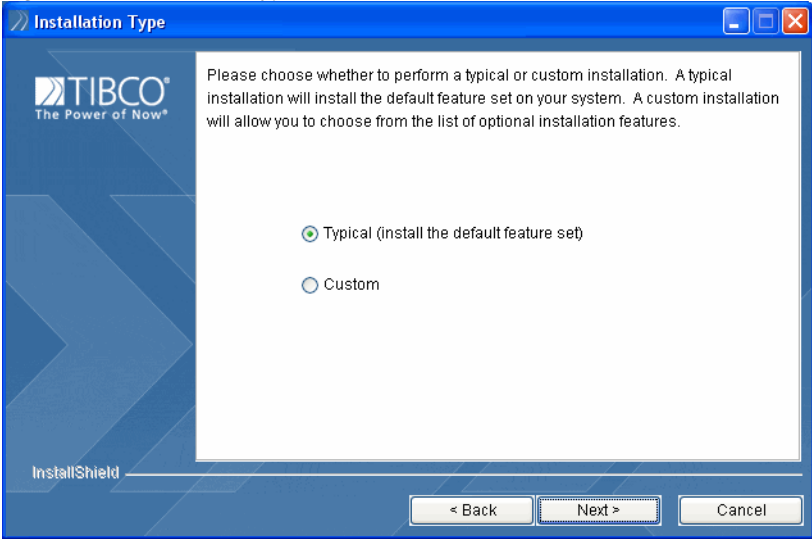 Installation Type
TIBCO®
The Power of Now®
Please choose whether to perform a typical or custom installation. A typical
installation will install the default feature set on your system. A custom installation
will allow you to choose from the list of optional installation features.
Typical (install the default feature set)
Custom
InstallShield
< Back
Next >
Cancel